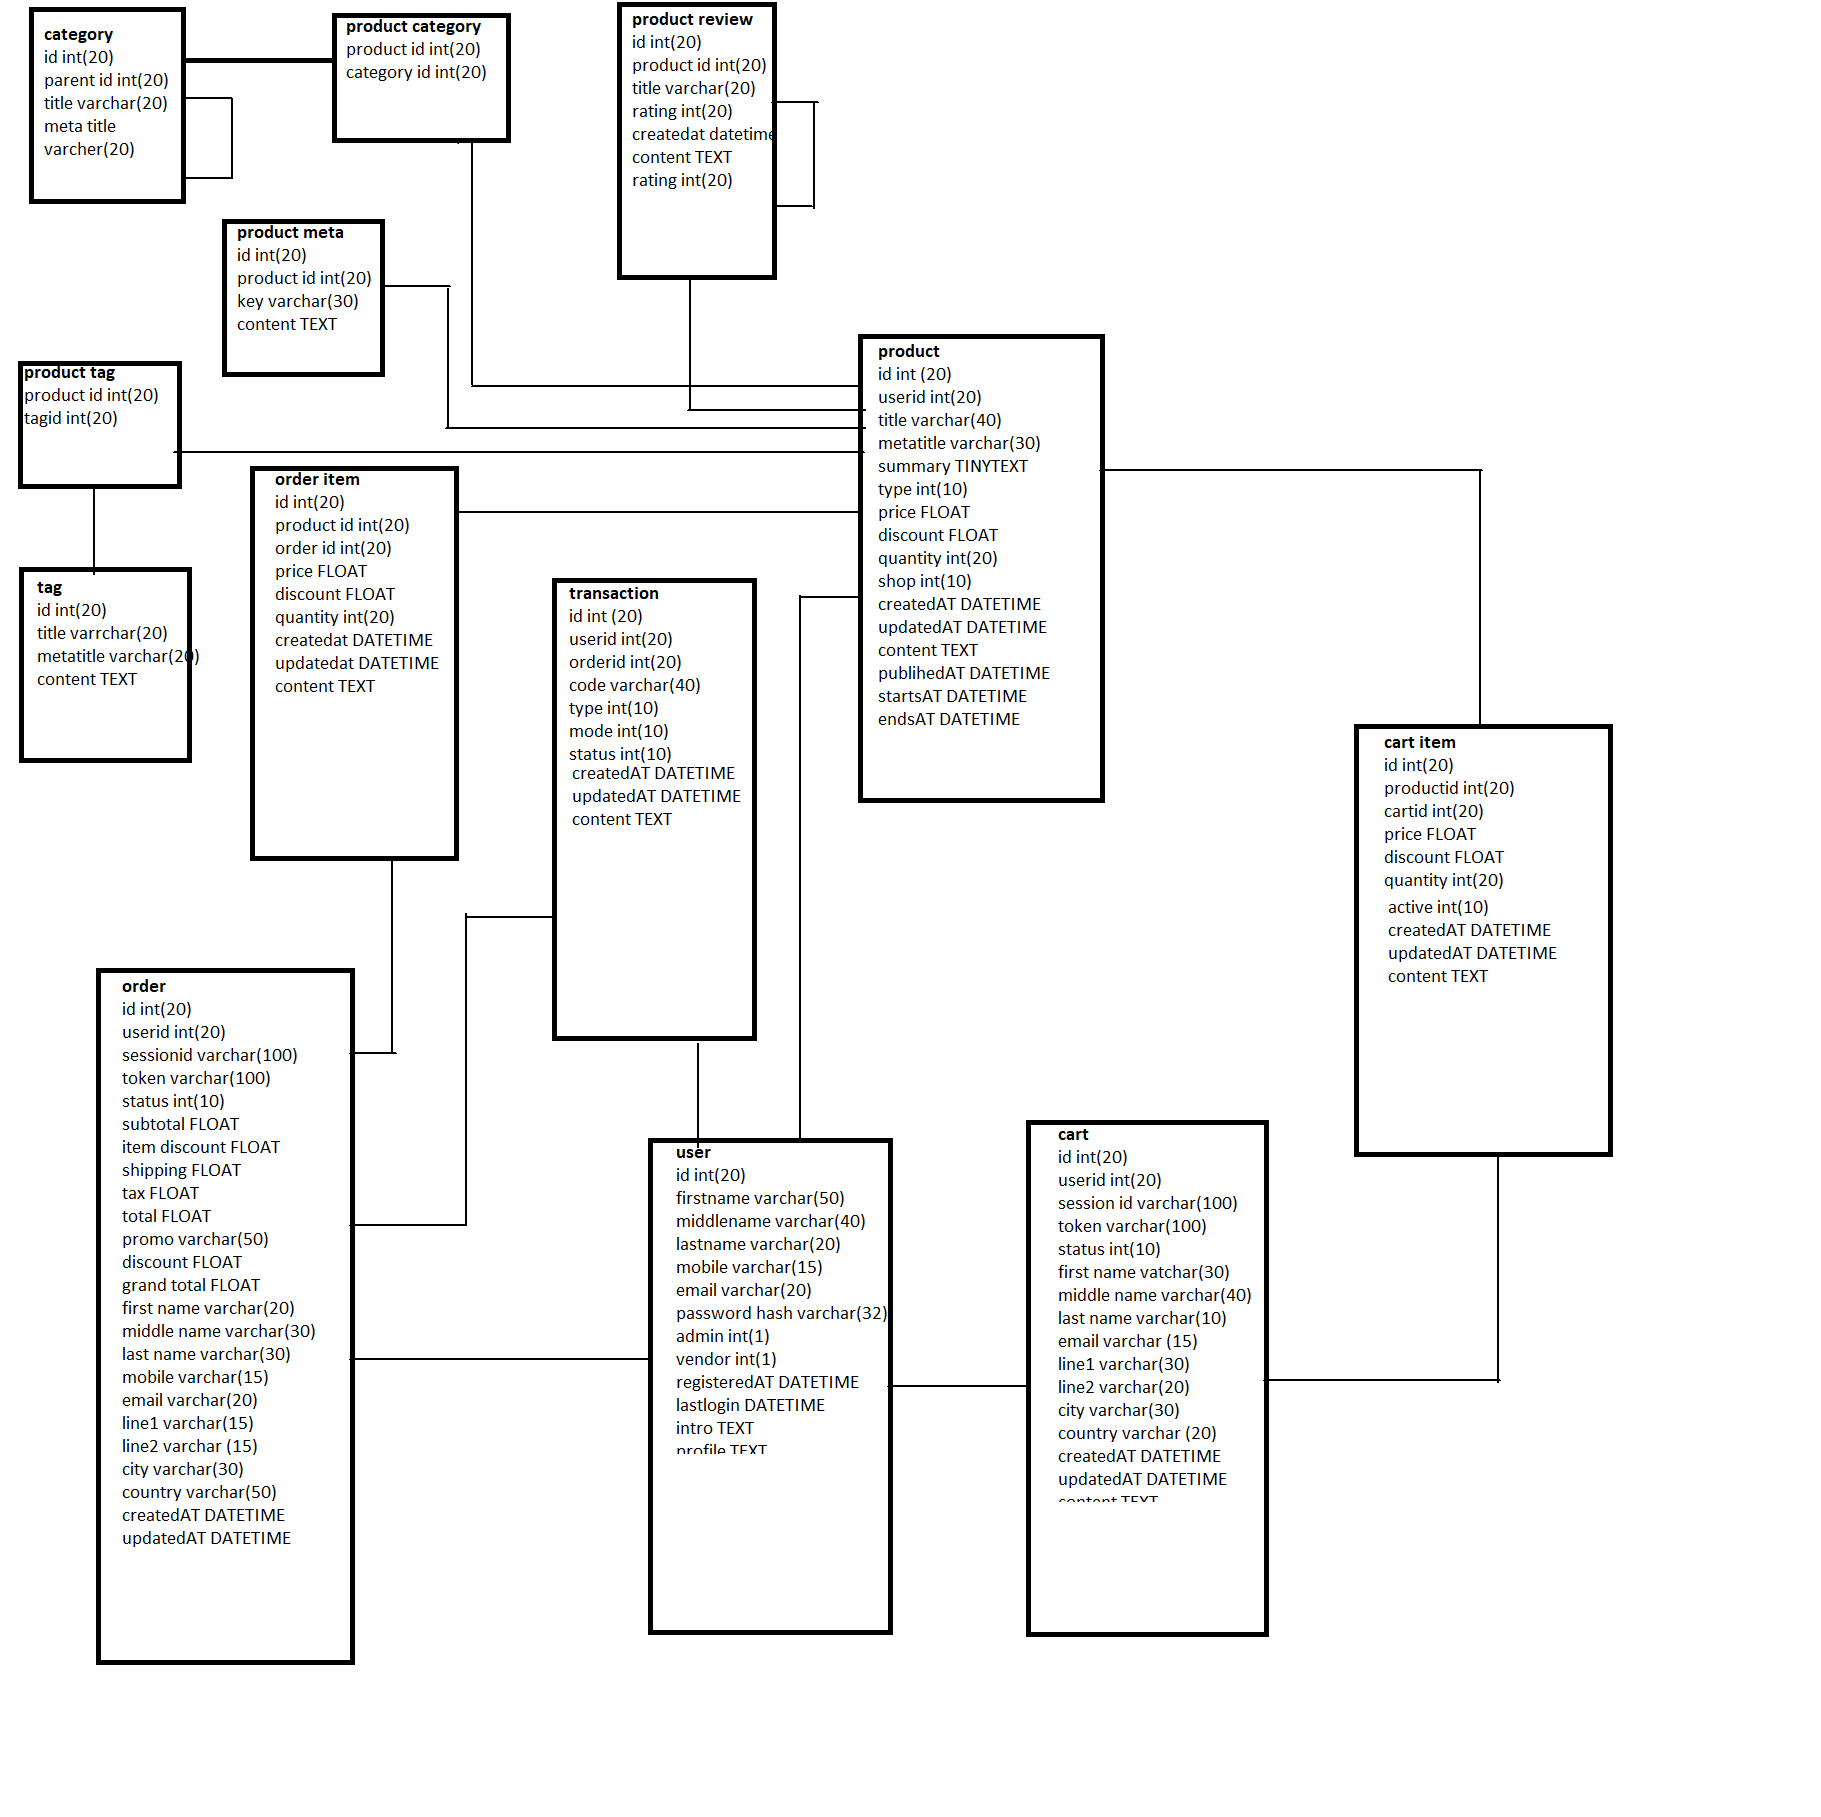 category
id int(20)
parent id int(20)
title varchar(20)
meta title
varcher(20)
product category
product id int(20)
category id int(20)
product review
id int(20)
product id int(20)
title varchar(20)
rating int(20)
createdat datetime
content TEXT
rating int(20)
product meta
id int(20)
product id int(20)
key varchar(30)
content TEXT
product tag
product id int(20)
tagid int(20)
product
id int (20)
userid int(20)
title varchar(40)
metatitle varchar(30)
summary TINYTEXT
type int(10)
price FLOAT
discount FLOAT
quantity int(20)
shop int(10)
createdAT DATETIME
updatedAT DATETIME
content TEXT
publihedAT DATETIME
startsAT DATETIME
endsAT DATETIME
order item
id int(20)
product id int(20)
order id int(20)
price FLOAT
discount FLOAT
quantity int(20)
createdat DATETIME
updatedat DATETIME
content TEXT
tag
id int(20)
title varrchar(20)
metatitle varchar(20)
content TEXT
transaction
id int (20)
userid int(20)
orderid int(20)
code varchar(40)
type int(10)
mode int(10)
status int(10)
createdAT DATETIME
updatedAT DATETIME
content TEXT
cart item
id int(20)
productid int(20)
cartid int(20)
price FLOAT
discount FLOAT
quantity int(20)
active int(10)
createdAT DATETIME
updatedAT DATETIME
content TEXT
order
id int(20)
userid int(20)
sessionid varchar(100)
token varchar(100)
status int(10)
subtotal FLOAT
item discount FLOAT
shipping FLOAT
tax FLOAT
total FLOAT
promo varchar(50)
discount FLOAT
grand total FLOAT
first name varchar(20)
middle name varchar(30)
last name varchar(30)
mobile varchar(15)
email varchar(20)
line1 varchar(15)
line2 varchar (15)
city varchar(30)
country varchar(50)
createdAT DATETIME
updatedAT DATETIME
user
id int(20)
firstname varchar(50)
middlename varchar(40)
lastname varchar(20)
mobile varchar(15)
email varchar(20)
password hash varchar(32)
admin int(1)
vendor int(1)
registeredAT DATETIME
lastlogin DATETIME
intro TEXT
profile TEXT
cart
id int(20)
userid int(20)
session id varchar(100)
token varchar(100)
status int(10)
first name vatchar(30)
middle name varchar(40)
last name varchar(10)
email varchar (15)
line1 varchar(30)
line2 varchar(20)
city varchar(30)
country varchar (20)
createdAT DATETIME
updatedAT DATETIME
content TEXT